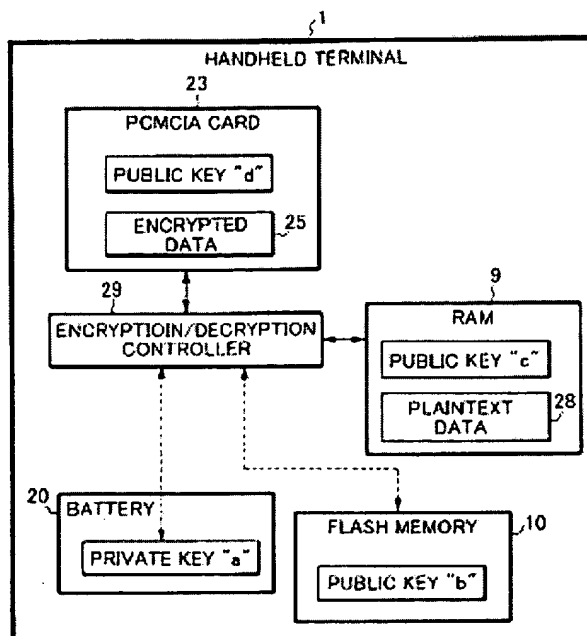 1
HANDHELD TERMINAL
23
PCMCIA CARD
PUBLIC KEY "d"
ENCRYPTED
DATA
25
29
ENCRYPTIOIN/DECRYPTION
CONTROLLER
9
RAM
PUBLIC KEY "c"
PLAINTEXT
DATA
28
20
BATTERY
PRIVATE KEY "a"
FLASH MEMORY
10
PUBLIC KEY "b"